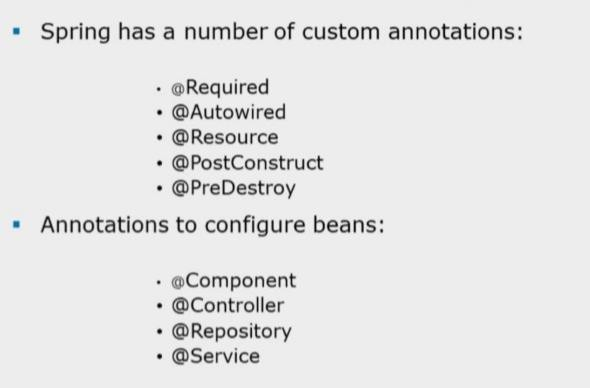 ▪ Spring has a number of custom annotations:
• @Required
• @Autowired
• @Resource
• @PostConstruct
• @PreDestroy
▪ Annotations to configure beans:
• @Component
• @Controller
• @Repository
• @Service